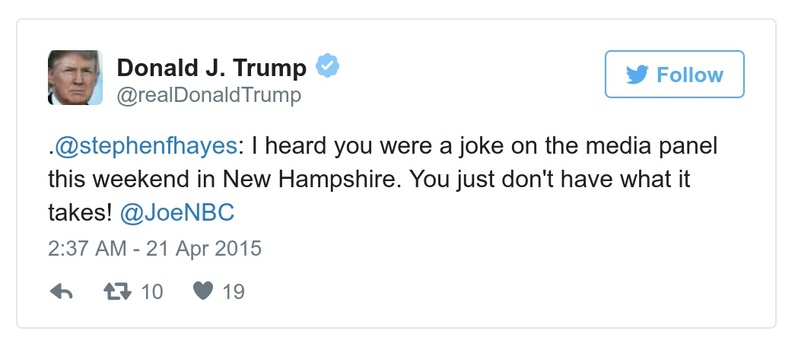 Donald J. Trump
@realDonaldTrump
Follow
.@stephenfhayes: I heard you were a joke on the media panel
this weekend in New Hampshire. You just don't have what it
takes! @JoeNBC
2:37 AM - 21 Apr 2015
10 19